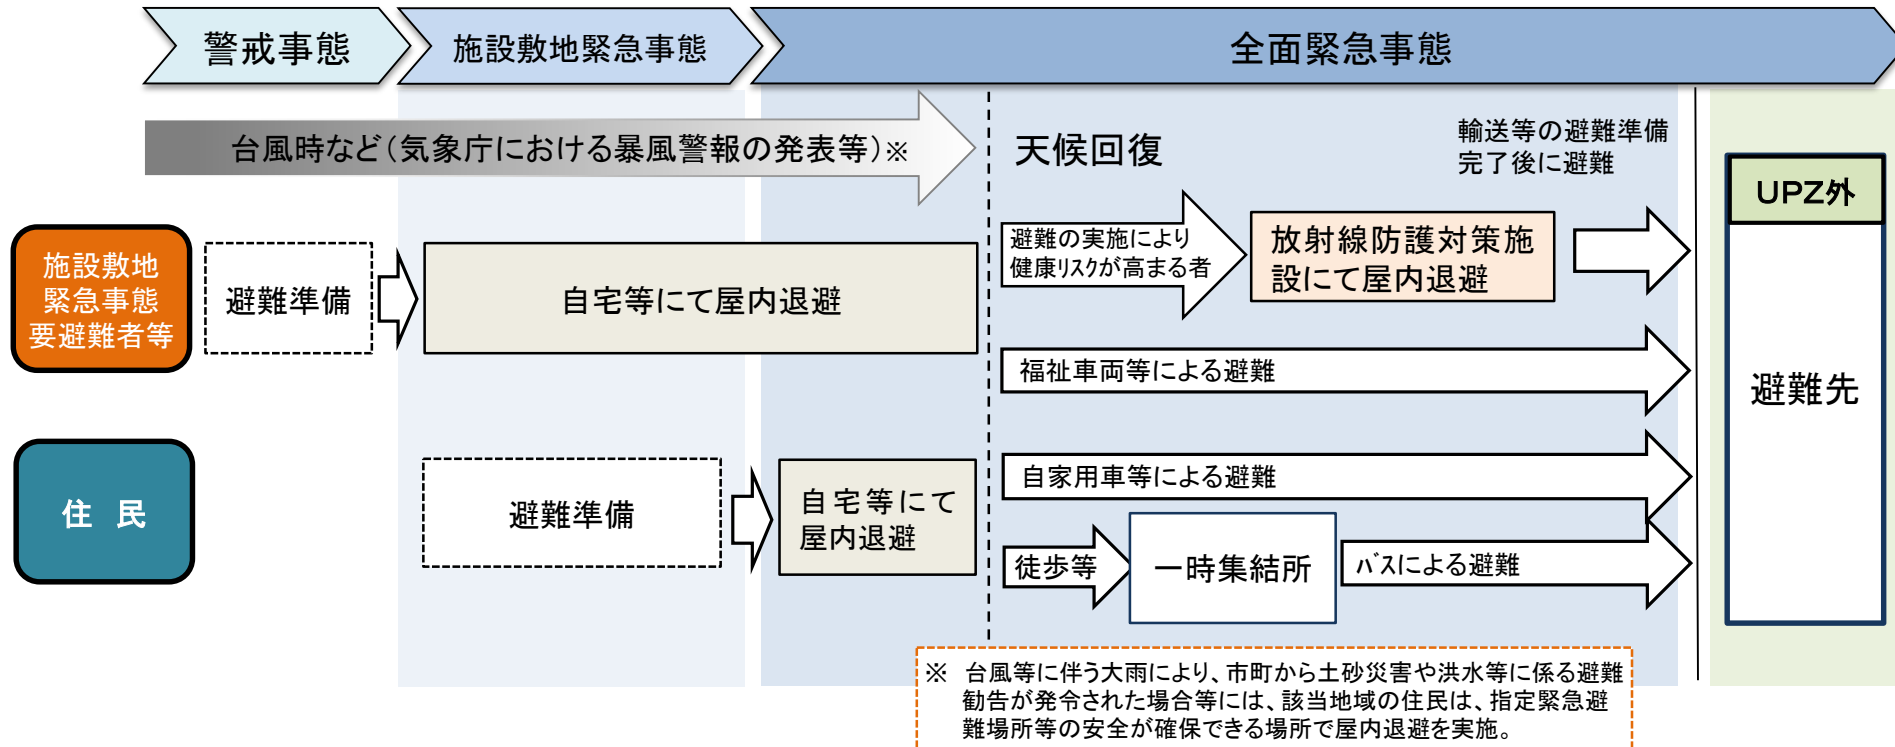 警戒事態
施設敷地緊急事態
全面緊急事態
台風時など（気象庁における暴風警報の発表等）※
天候回復
輸送等の避難準備
完了後に避難
UPZ外
避難先
施設敷地
緊急事態
要避難者等
避難準備
自宅等にて屋内退避
避難の実施により
健康ﾘｽｸが高まる者
放射線防護対策施
設にて屋内退避
福祉車両等による避難
住　民
避難準備
自宅等にて
屋内退避
自家用車等による避難
徒歩等
一時集結所
ﾊﾞｽによる避難
※　台風等に伴う大雨により、市町から土砂災害や洪水等に係る避難
勧告が発令された場合等には、該当地域の住民は、指定緊急避
難場所等の安全が確保できる場所で屋内退避を実施。